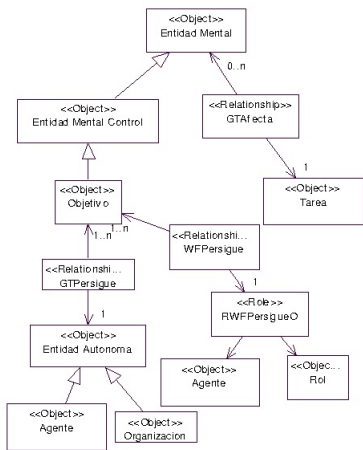 <<Object>>
Entidad Mental
0..n
<<Object>>
Entidad Mental Control
<<Relationship>>
GTAfecta
1
<<Object>>
Objetivo
<<Object>>
Tarea
1..n
1..n
<<Relationshi...
WFPersigue
<<Relationshi...
GTPersigue
1
<<Role>>
RWFPersigueO
1
<<Object>>
Entidad Autonoma
<<Object>>
Agente
<<Objec...
Rol
<<Object>>
Agente
<<Object>>
Organizacion